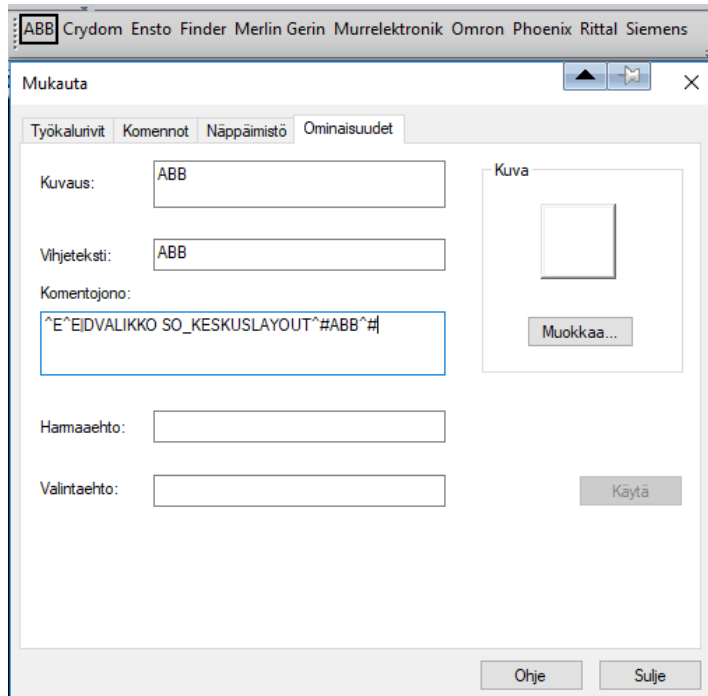 ABB Crydom Ensto Finder Merlin Gerin Murrelektronik Omron Phoenix Rittal Siemens
Mukauta
Työkalurivit Komennot Näppäimistö Ominaisuudet
Kuvaus: ABB
Kuva
Vihjeteksti: ABB
Komentojono:
^E^E|DVALIKKO SO_KESKUSLAYOUT^#ABB^#
Muokkaa...
Harmaaehto:
Valintaehto:
Käytä
Ohje Sulje